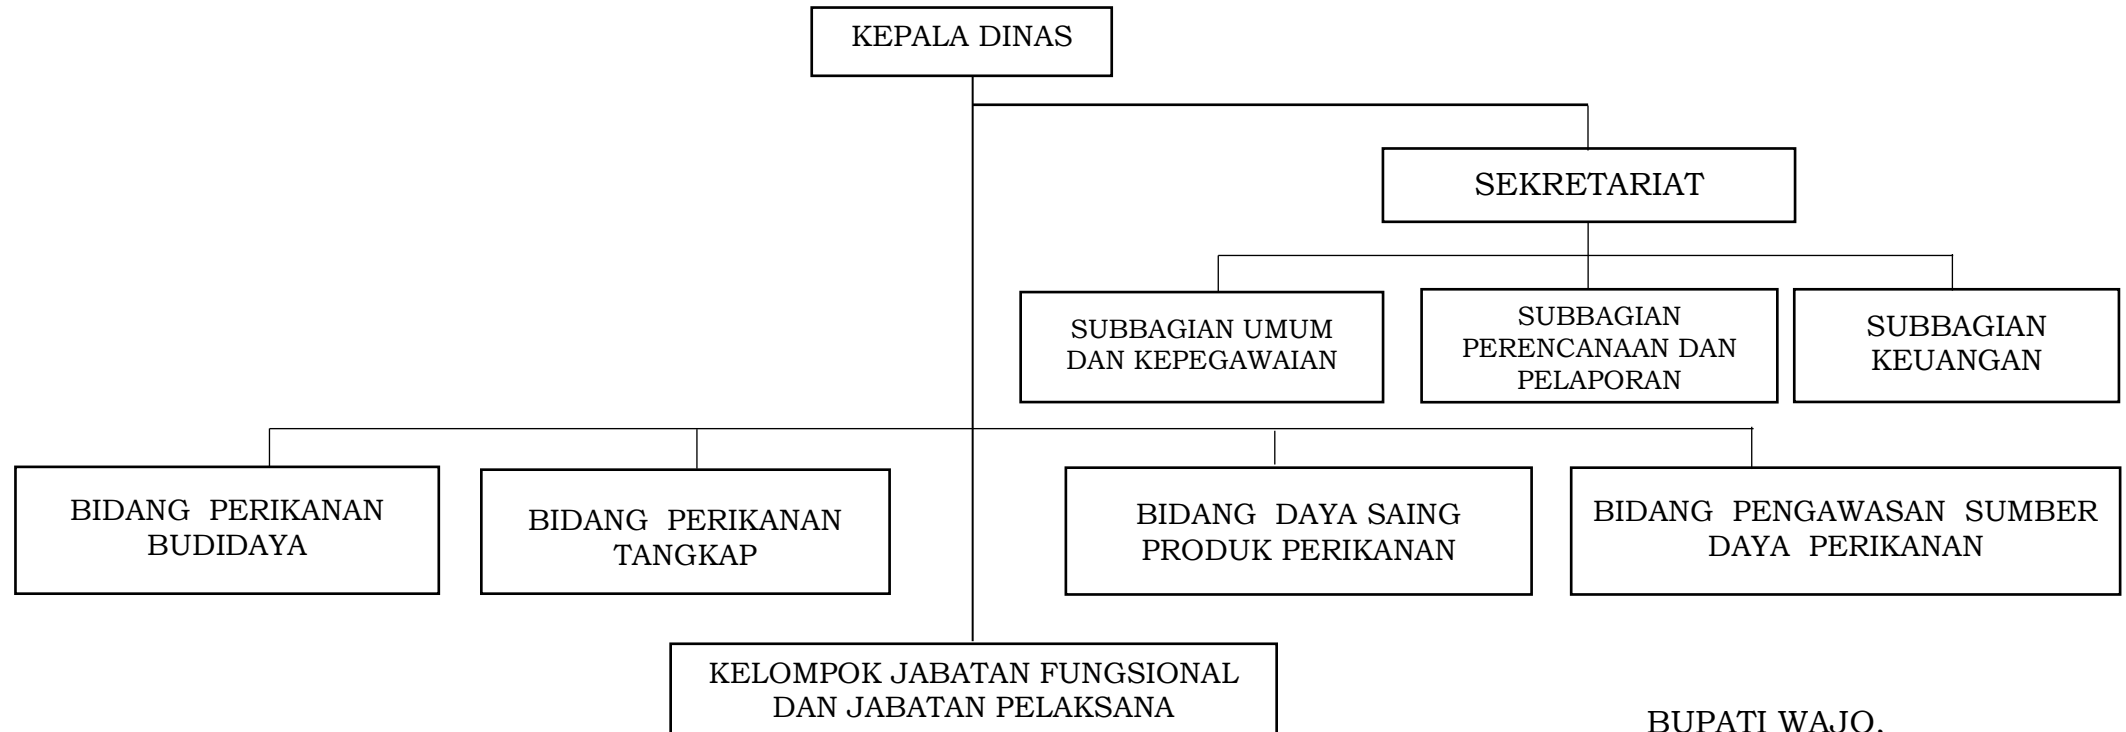 KEPALA DINAS
SEKRETARIAT
SUBBAGIAN UMUM
DAN KEPEGAWAIAN
SUBBAGIAN
PERENCANAAN DAN
PELAPORAN
SUBBAGIAN
KEUANGAN
BIDANG PERIKANAN
BUDIDAYA
BIDANG PERIKANAN
TANGKAP
BIDANG DAYA SAING
PRODUK PERIKANAN
BIDANG PENGAWASAN SUMBER
DAYA PERIKANAN
KELOMPOK JABATAN FUNGSIONAL
DAN JABATAN PELAKSANA
BUPATI WAJO,